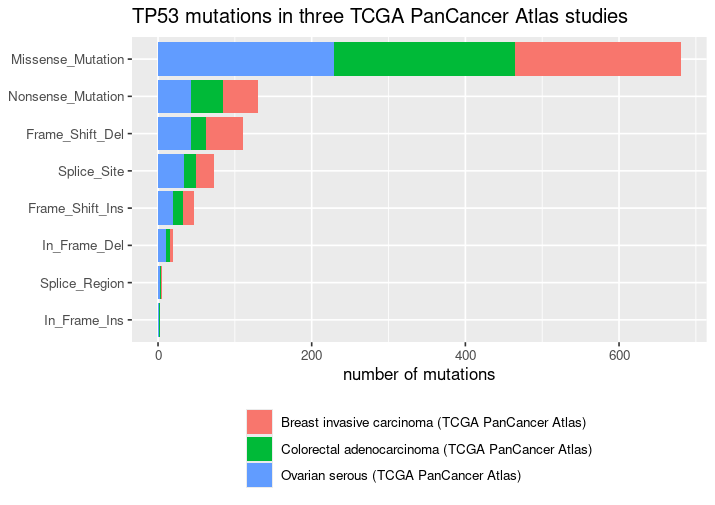 TP53 mutations in three TCGA PanCancer Atlas studies
Missense_Mutation
Nonsense_Mutation
Frame_Shift_Del
Splice_Site
Frame_Shift_Ins
In_Frame_Del
Splice_Region
In_Frame_Ins
0 200 400 600
number of mutations
Breast invasive carcinoma (TCGA PanCancer Atlas)
Colorectal adenocarcinoma (TCGA PanCancer Atlas)
Ovarian serous (TCGA PanCancer Atlas)